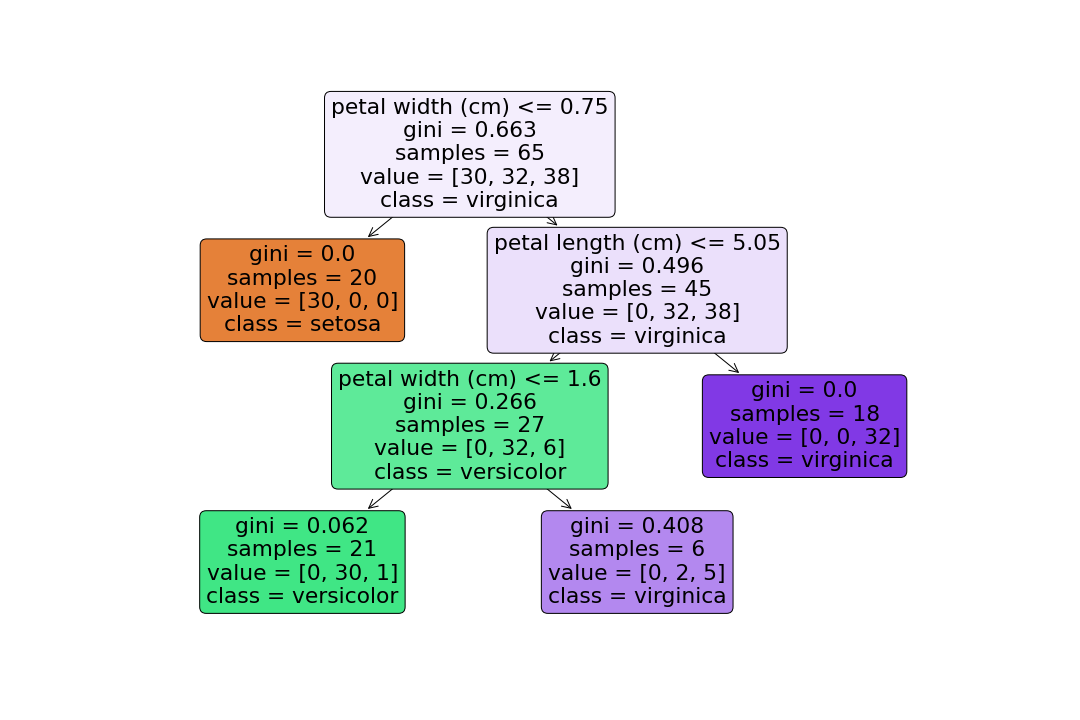 petal width (cm) <= 0.75
gini = 0.663
samples = 65
value = [30, 32, 38]
class = virginica
gini = 0.0
samples = 20
value = [30, 0, 0]
class = setosa
petal length (cm) <= 5.05
gini = 0.496
samples = 45
value = [0, 32, 38]
class = virginica
petal width (cm) <= 1.6
gini = 0.266
samples = 27
value = [0, 32, 6]
class = versicolor
gini = 0.0
samples = 18
value = [0, 0, 32]
class = virginica
gini = 0.062
samples = 21
value = [0, 30, 1]
class = versicolor
gini = 0.408
samples = 6
value = [0, 2, 5]
class = virginica